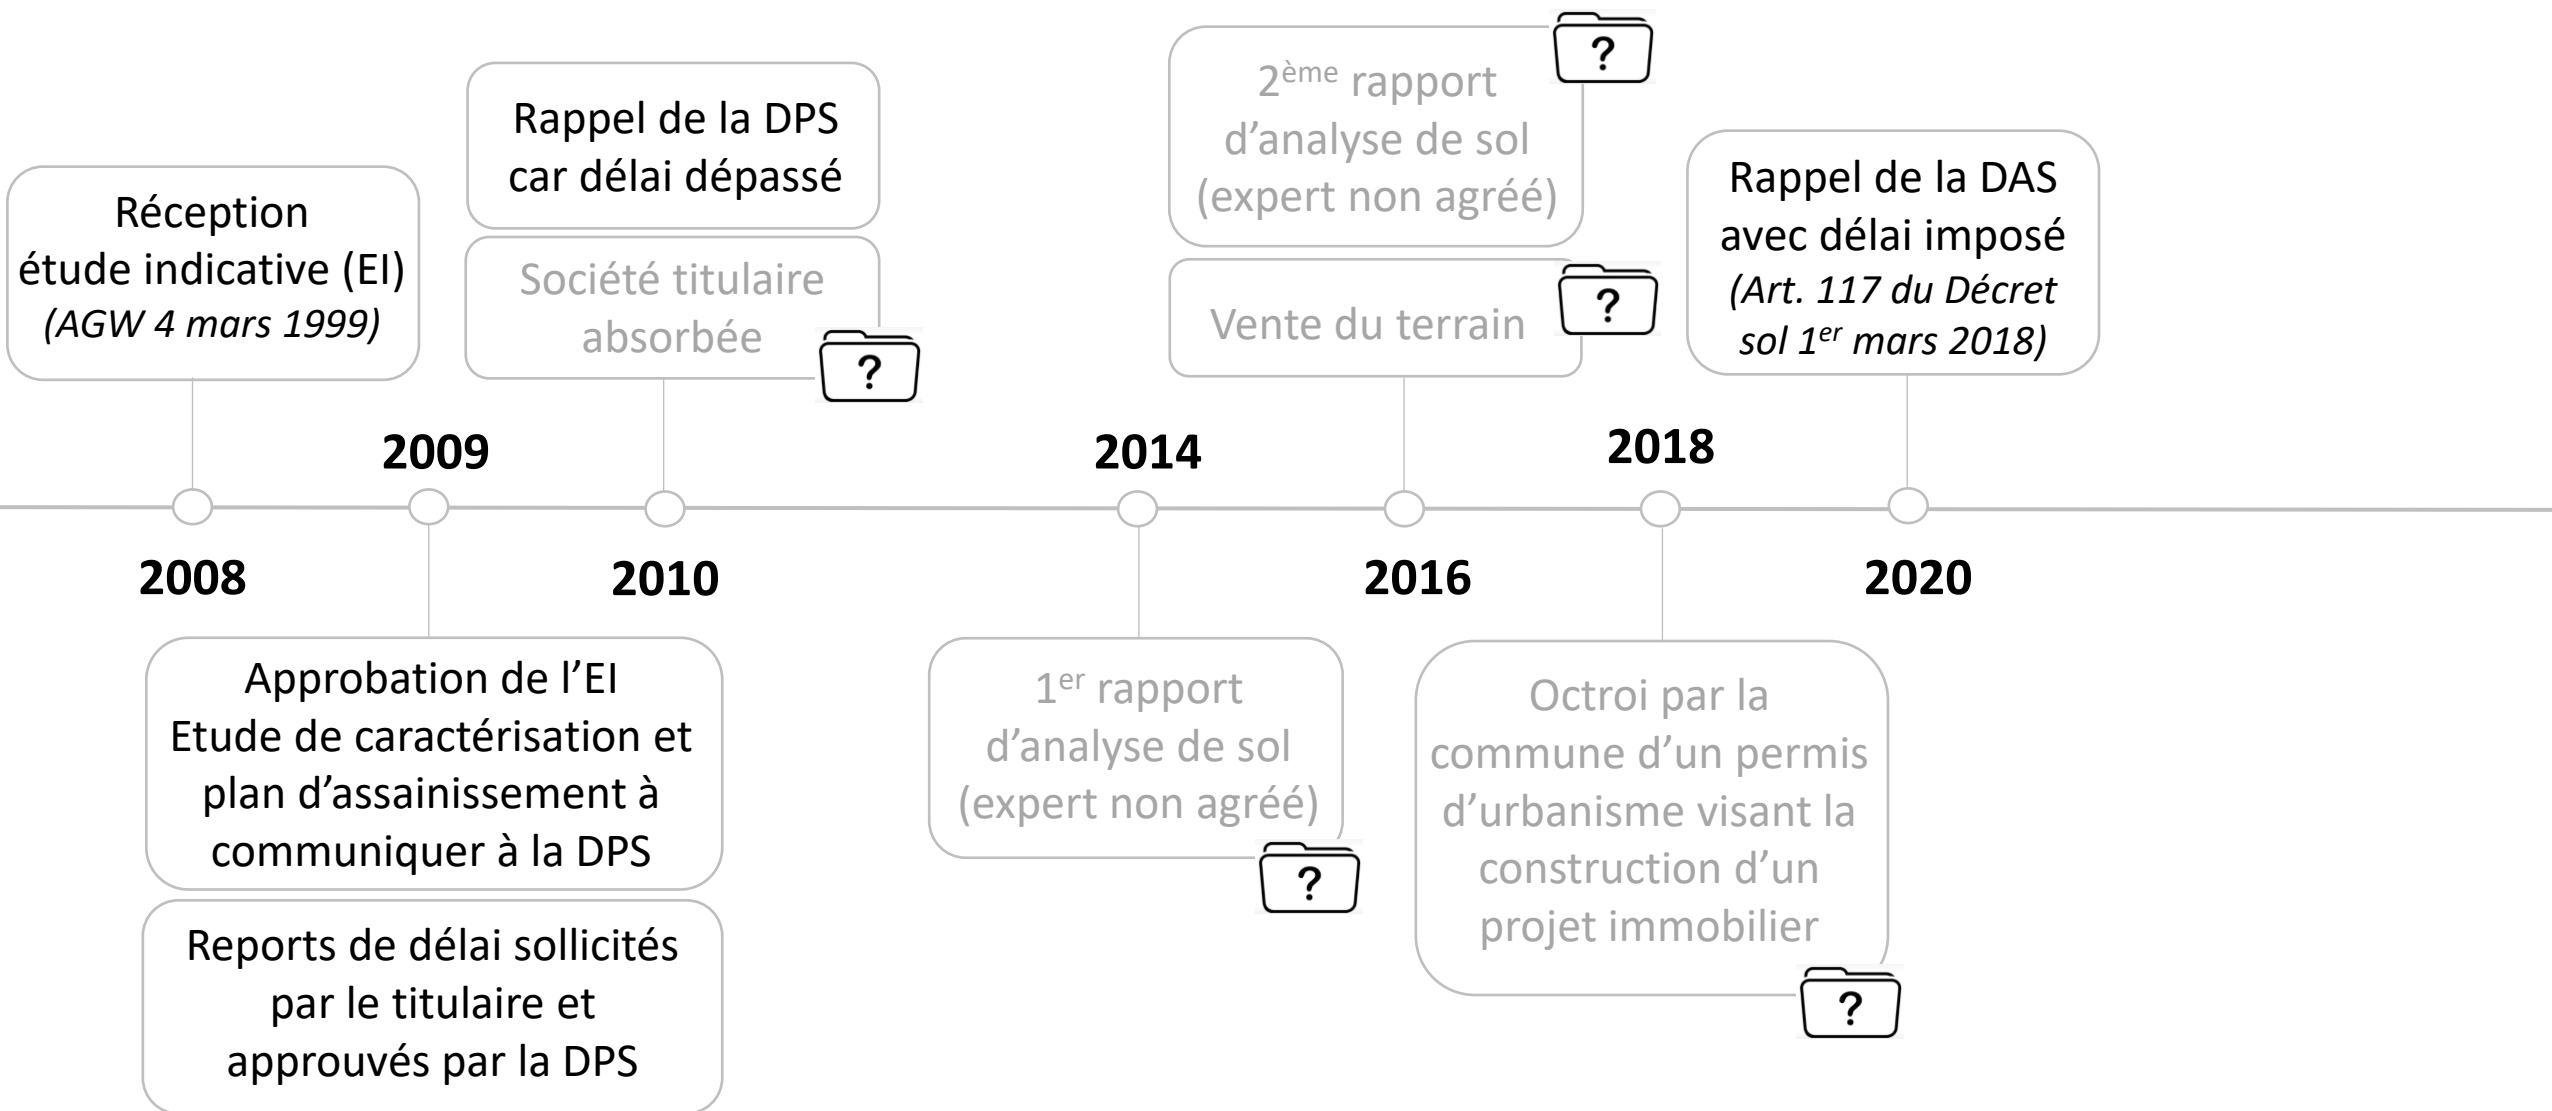 Réception
étude indicative (EI)
(AGW 4 mars 1999)
2008
2009
Approbation de l’EI
Etude de caractérisation et
plan d’assainissement à
communiquer à la DPS
Reports de délai sollicités
par le titulaire et
approuvés par la DPS
Rappel de la DPS
car délai dépassé
Société titulaire
absorbée
?
2010
2014
1er rapport
d’analyse de sol
(expert non agréé)
?
2ème rapport
d’analyse de sol
(expert non agréé)
?
Vente du terrain
?
2016
2018
Octroi par la
commune d’un permis
d’urbanisme visant la
construction d’un
projet immobilier
?
Rappel de la DAS
avec délai imposé
(Art. 117 du Décret
sol 1er mars 2018)
2020